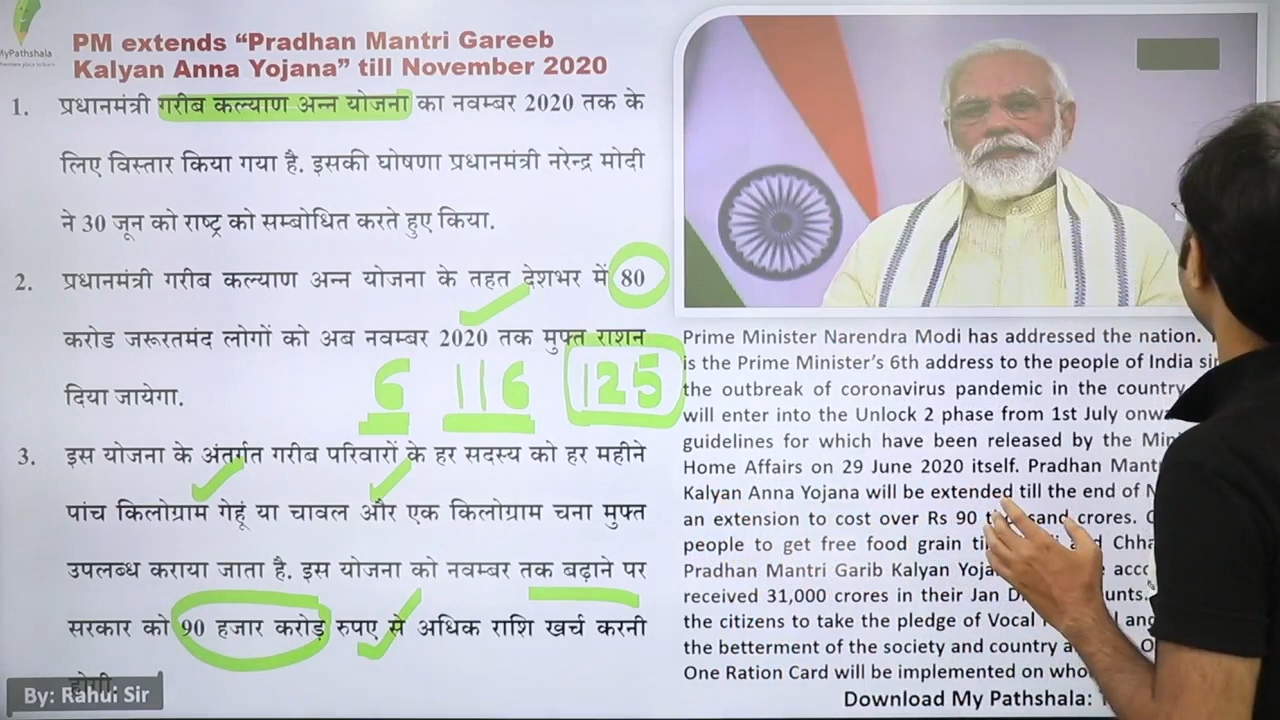 MyPathshala
PM extends “Pradhan Mantri Gareeb
Kalyan Anna Yojana” till November 2020
1. प्रधानमंत्री गरीब कल्याण अन्न योजना का नवम्बर 2020 तक के
लिए विस्तार किया गया है. इसकी घोषणा प्रधानमंत्री नरेन्द्र मोदी
ने 30 जून को राष्ट्र को सम्बोधित करते हुए किया.
2. प्रधानमंत्री गरीब कल्याण अन्न योजना के तहत देशभर में 80
करोड जरूरतमंद लोगों को अब नवम्बर 2020 तक मुफ्त राशन
दिया जायेगा.
6 116 125
3. इस योजना के अंतर्गत गरीब परिवारों के हर सदस्य को हर महीने
पांच किलोग्राम गेहूं या चावल और एक किलोग्राम चना मुफ्त
उपलब्ध कराया जाता है. इस योजना को नवम्बर तक बढ़ाने पर
सरकार को 90 हजार करोड़ रुपए से अधिक राशि खर्च करनी
होगी.
By: Rahul Sir
Prime Minister Narendra Modi has addressed the nation.
is the Prime Minister’s 6th address to the people of India
the outbreak of coronavirus pandemic in the country
will enter into the Unlock 2 phase from 1st July
guidelines for which have been released by the
Home Affairs on 29 June 2020 itself. Pradhan
Kalyan Anna Yojana will be extended till the end of
an extension to cost over Rs 90 crores.
people to get free food grain
Pradhan Mantri Garib Kalyan
received 31,000 crores in their Jan
the citizens to take the pledge of Vocal
the betterment of the society and country
One Ration Card will be implemented on
Download My Pathshala: